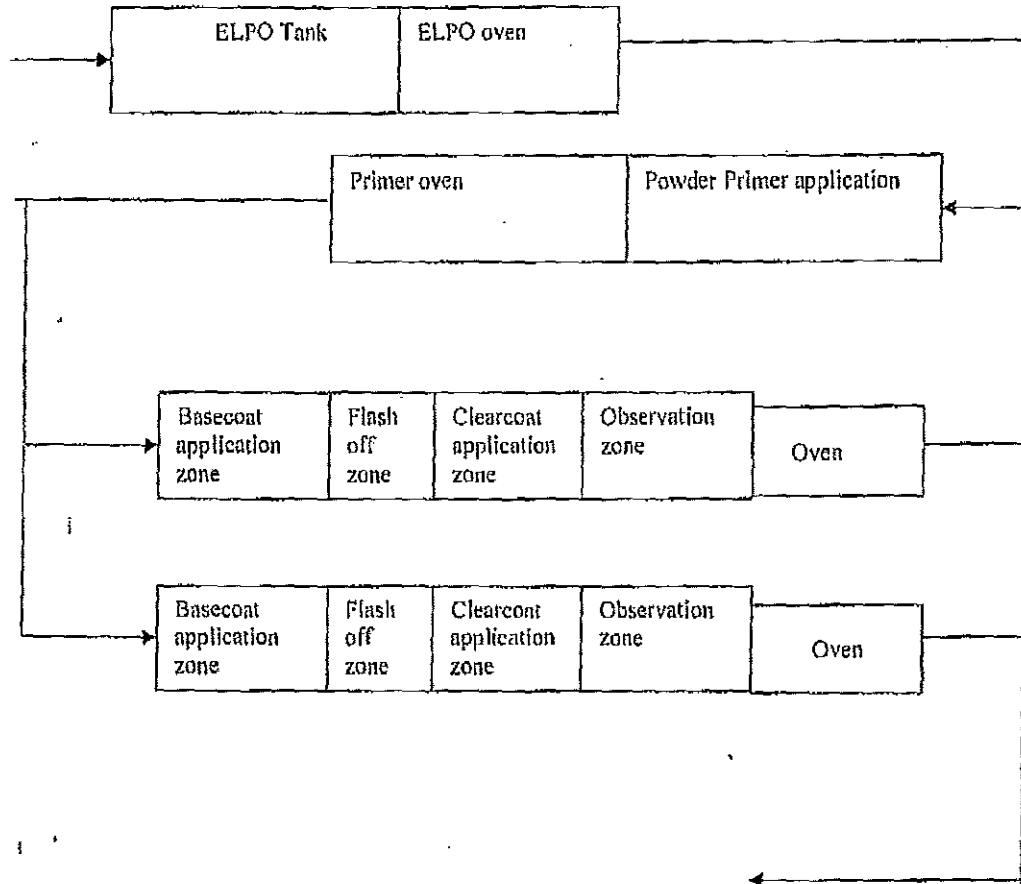 ELPO Tank
ELPO oven
Primer oven
Powder Primer application
Basecoat
application
zone
Flash
off
zone
Clearcoat
application
zone
Observation
zone
Oven
Basecoat
application
zone
Flash
off
zone
Clearcoat
application
zone
Observation
zone
Oven